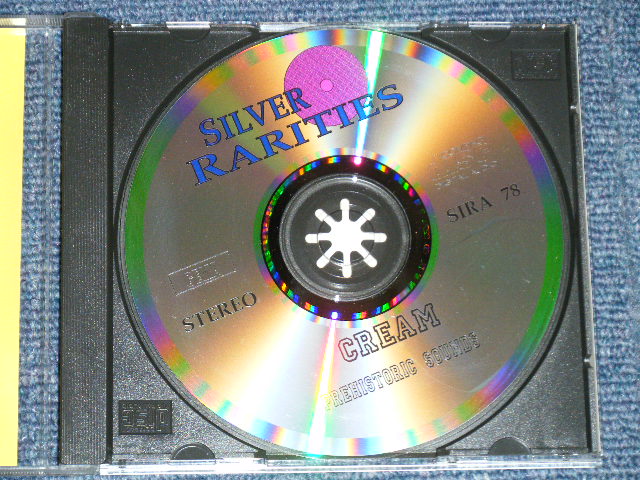 SILVER
RARITIES
SIRA 78
STEREO
CREAM
PREHISTORIC SOUNDS